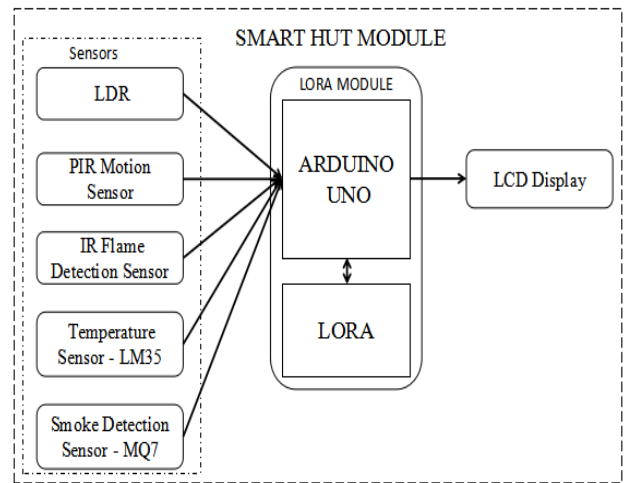 SMART HUT MODULE
Sensors
LDR
PIR Motion
Sensor
IR Flame
Detection Sensor
Temperature
Sensor - LM35
Smoke Detection
Sensor - MQ7
LORA MODULE
ARDUINO
UNO
LORA
LCD Display